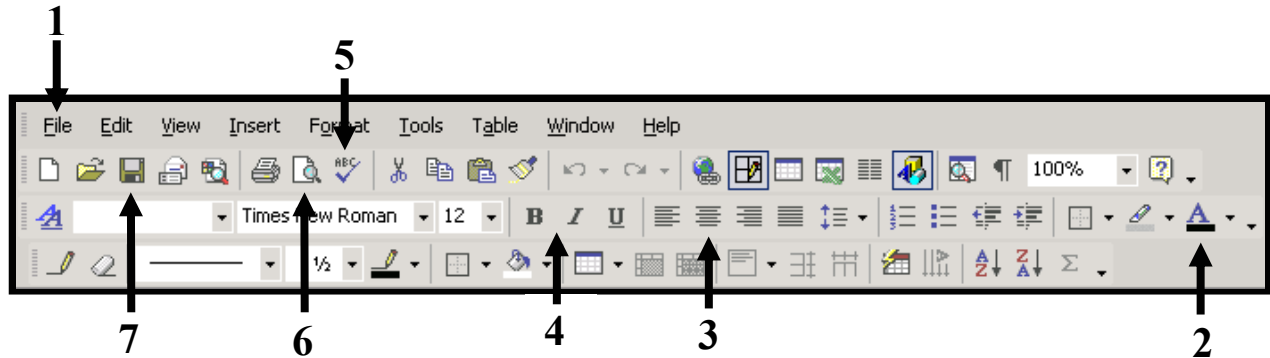 1
5
File Edit View Insert Format Tools Table Window Help
ABC 100% ?
A Times New Roman 12 B I U A
½ A Z Z A Σ
7 6 4 3 2